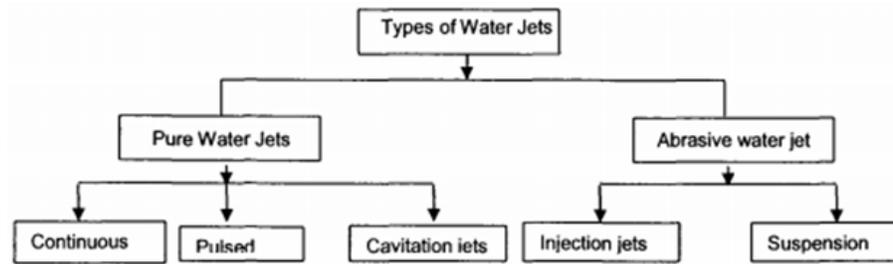 Types of Water Jets
Pure Water Jets
Abrasive water jet
Continuous
Pulsed
Cavitation jets
Injection jets
Suspension